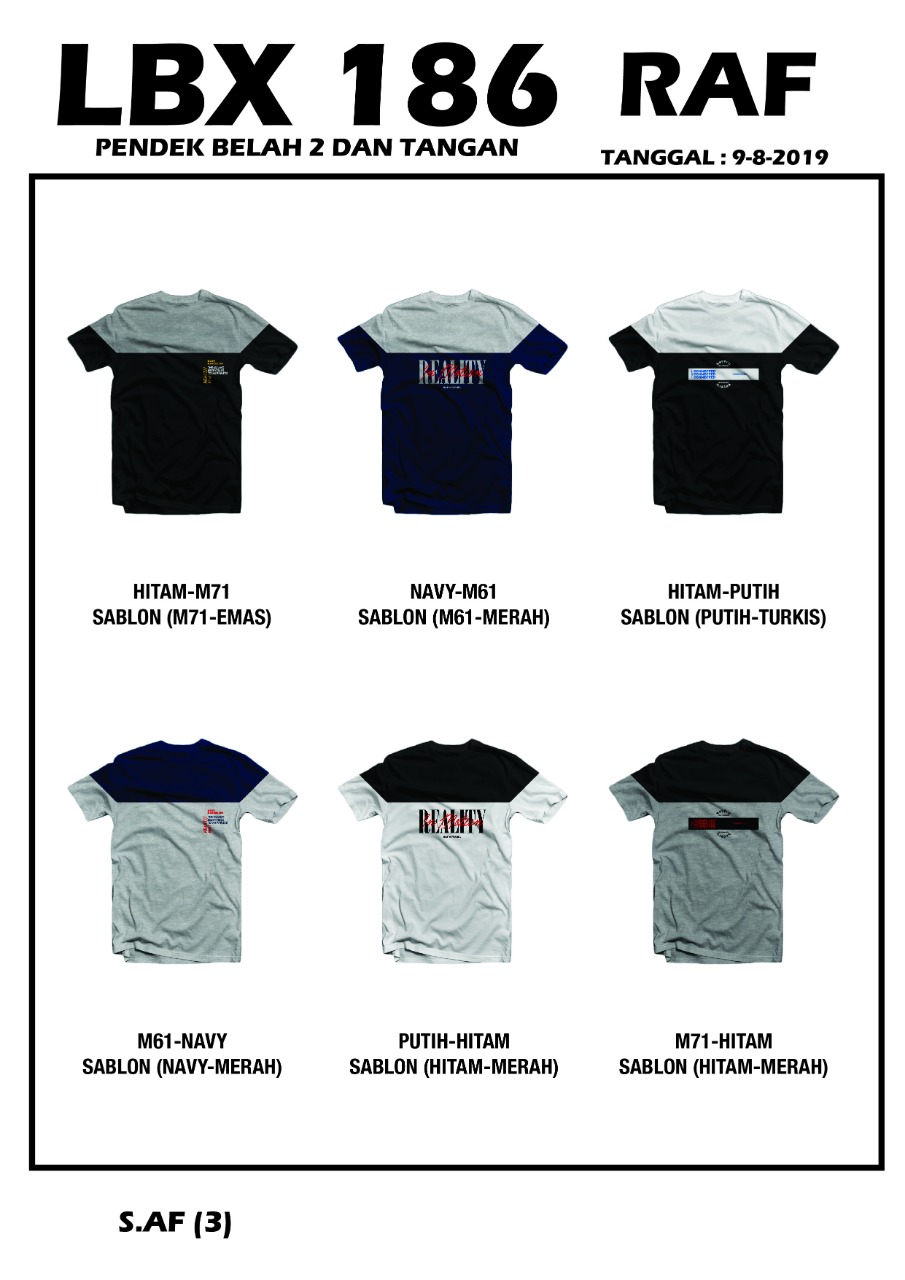 LBX 186 RAF
PENDEK BELAH 2 DAN TANGAN
TANGGAL : 9-8-2019
REALITY
HITAM-M71
SABLON (M71-EMAS)
NAVY-M61
SABLON (M61-MERAH)
HITAM-PUTIH
SABLON (PUTIH-TURKIS)
REALITY
M61-NAVY
SABLON (NAVY-MERAH)
PUTIH-HITAM
SABLON (HITAM-MERAH)
M71-HITAM
SABLON (HITAM-MERAH)
S.AF (3)